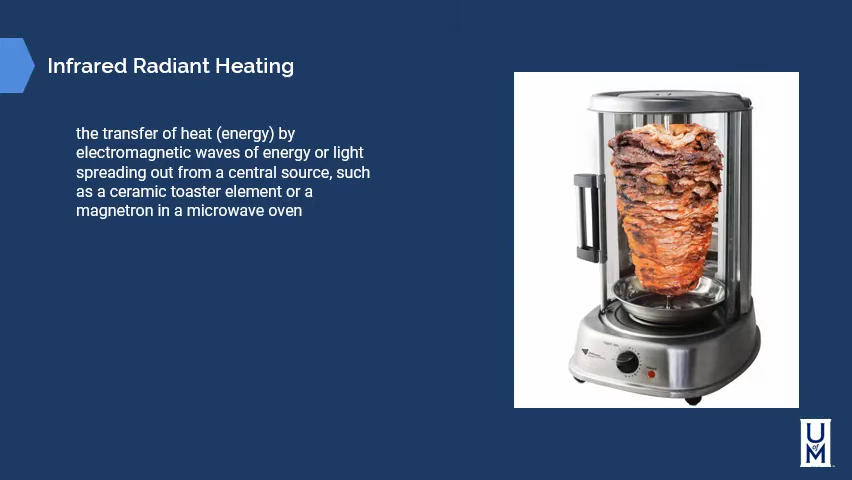 Infrared Radiant Heating
the transfer of heat (energy) by
electromagnetic waves of energy or light
spreading out from a central source, such
as a ceramic toaster element or a
magnetron in a microwave oven
U
of
M